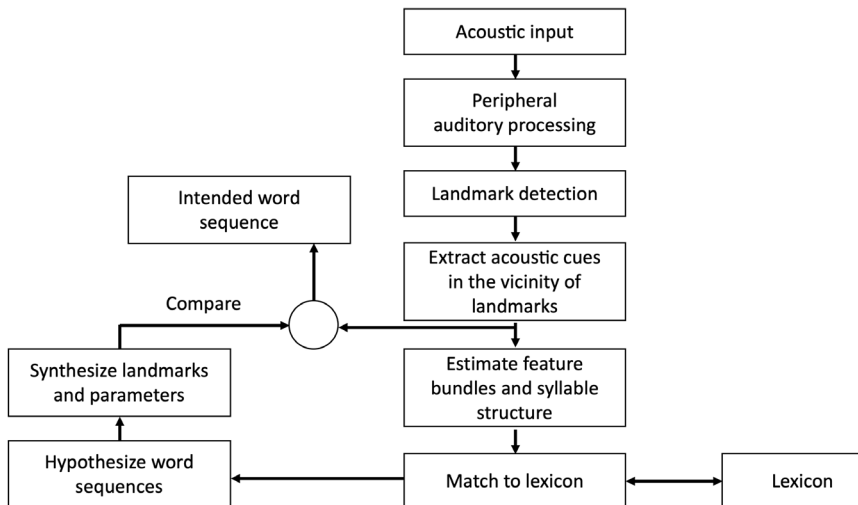 Acoustic input
Peripheral
auditory processing
Landmark detection
Intended word
sequence
Extract acoustic cues
in the vicinity of
landmarks
Compare
Synthesize landmarks
and parameters
Estimate feature
bundles and syllable
structure
Hypothesize word
sequences
Match to lexicon
Lexicon